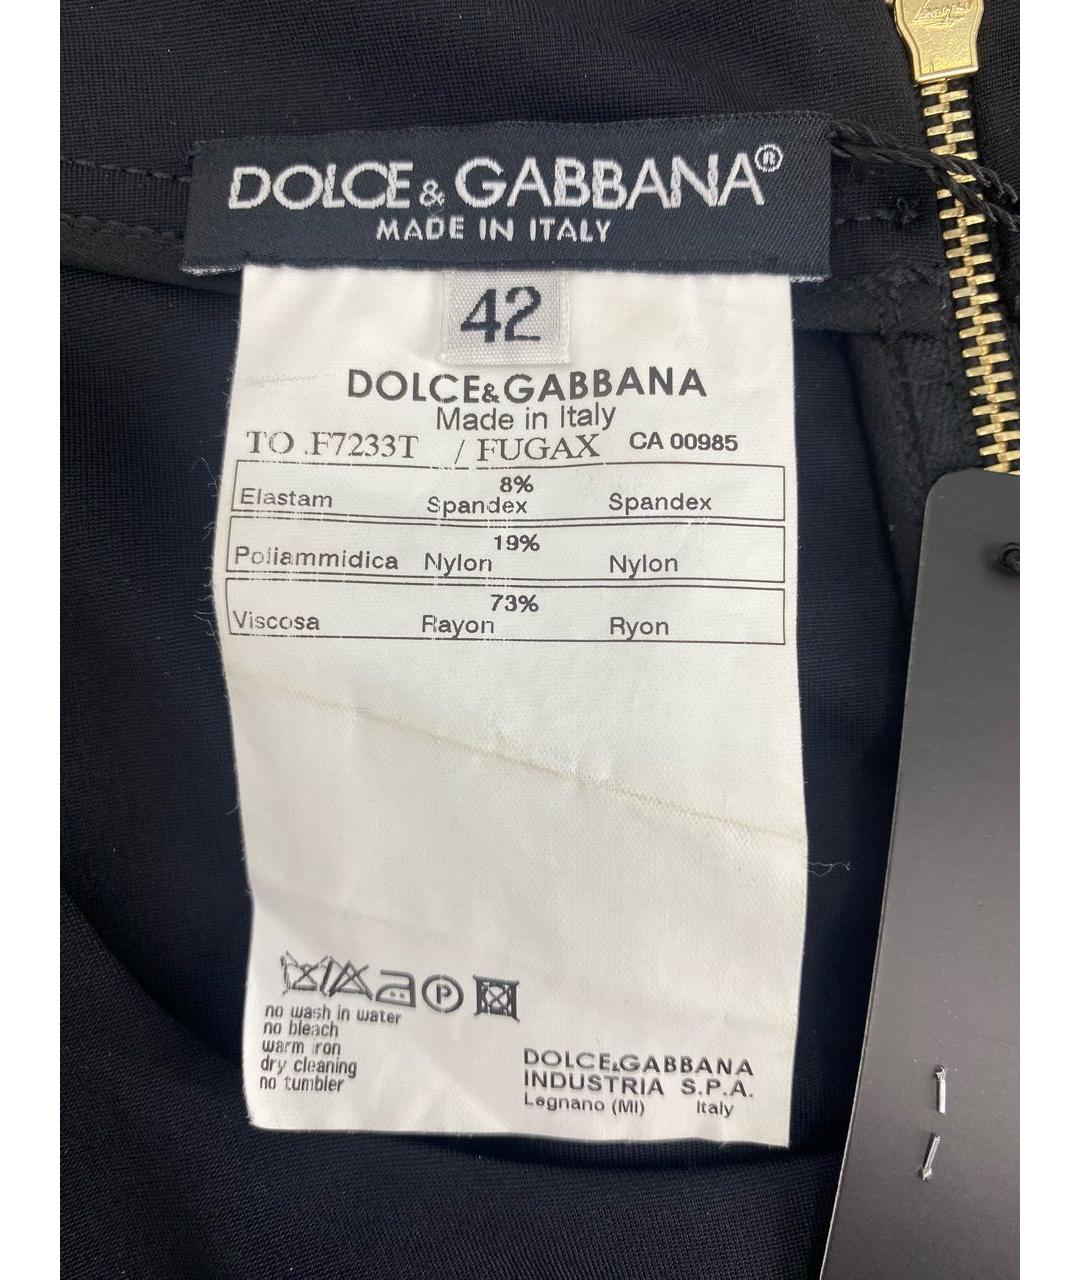 DOLCE & GABBANA®
MADE IN ITALY
42
DOLCE&GABBANA
Made in Italy
TO .F7233T / FUGAX CA 00985
8%
Elastam Spandex Spandex
19%
Poliammidica Nylon Nylon
73%
Viscosa Rayon Ryon
P
no wash in water
no bleach
warm iron
dry cleaning
no tumbler
DOLCE&GABBANA
INDUSTRIA S.P.A.
Legnano (MI) Italy